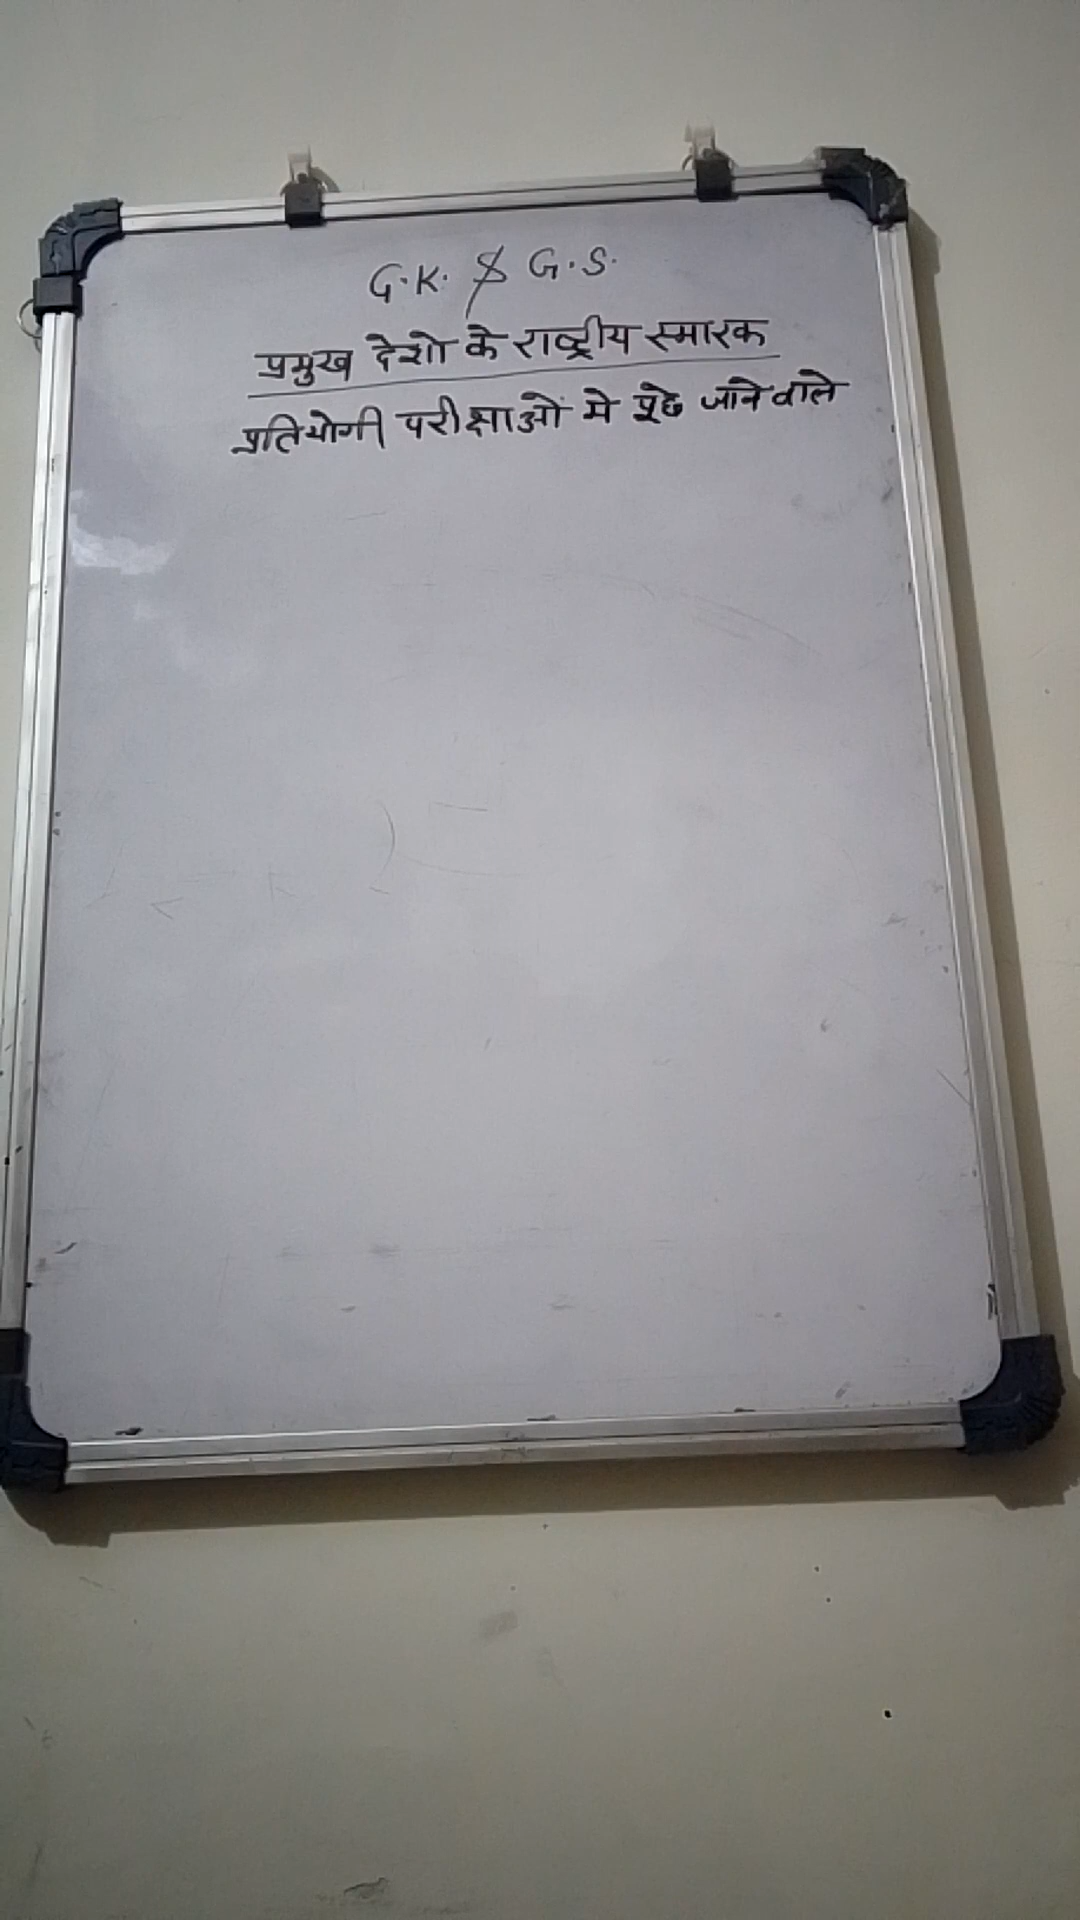 G.K. & G.S.
प्रमुख देशो के राष्ट्रीय स्मारक
प्रतियोगी परीक्षाओं मे पूछे जाने वाले